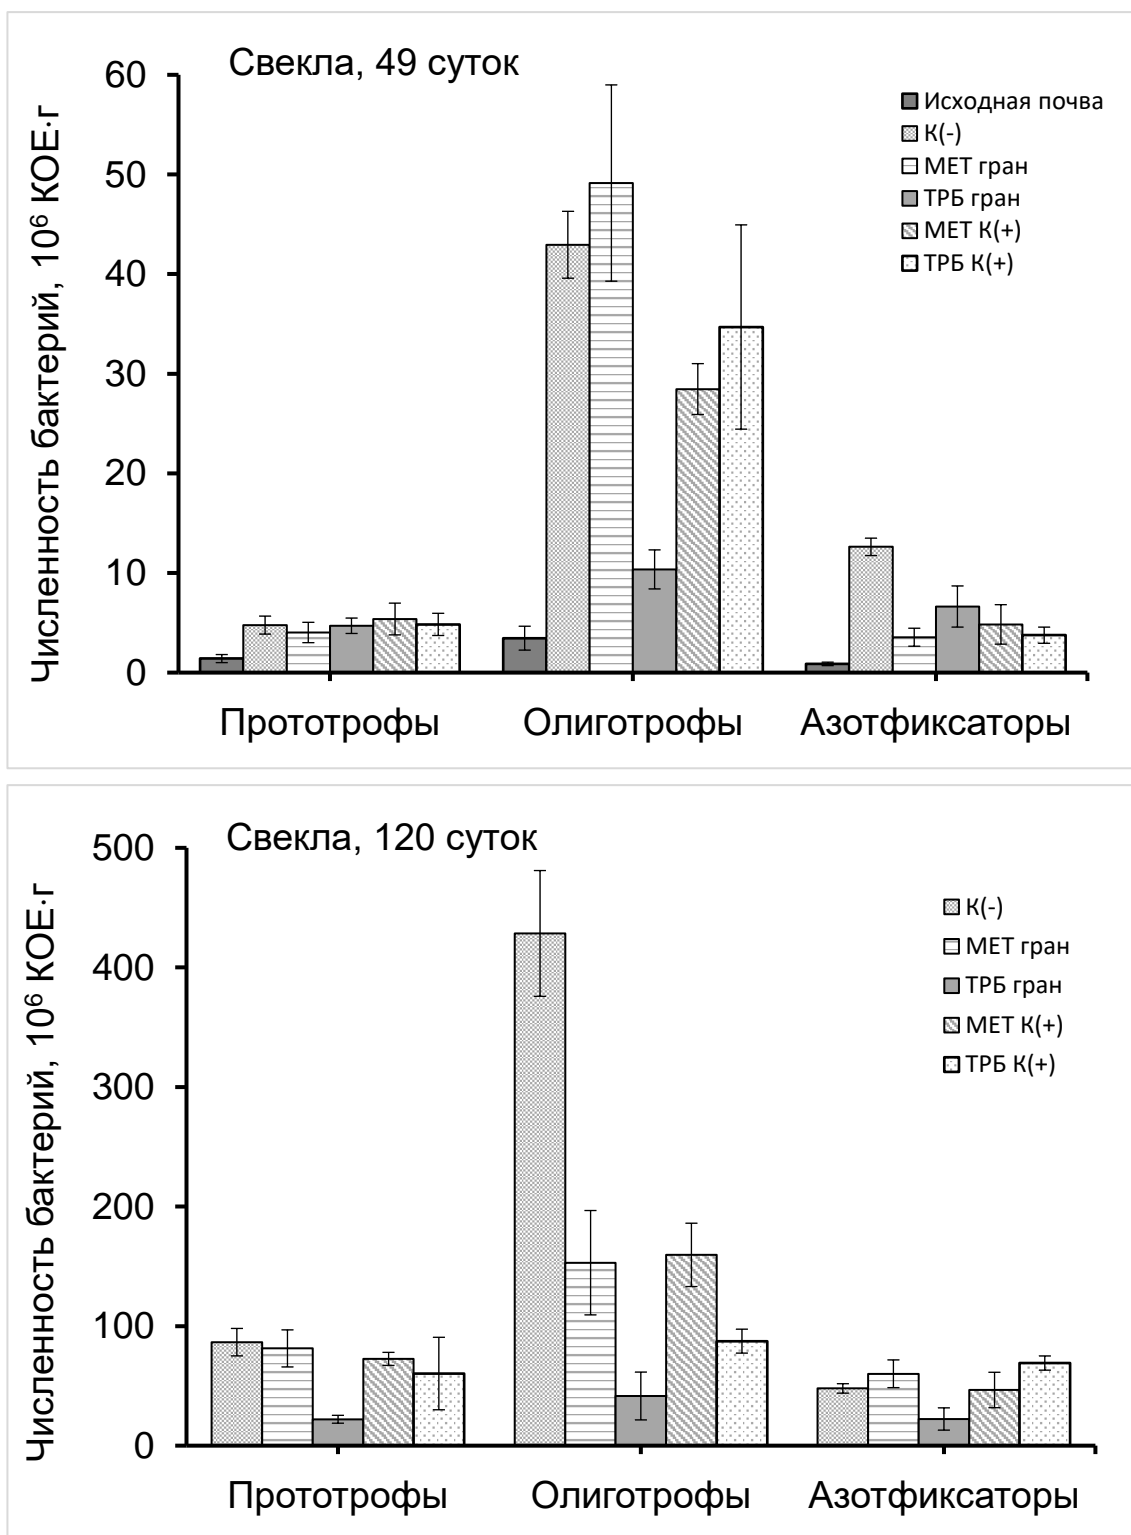 Свекла, 49 суток
Численность бактерий, 10⁶ КОЕ·г
60
50
40
30
20
10
0
Исходная почва
К(-)
МЕТ гран
ТРБ гран
МЕТ К(+)
ТРБ К(+)
Прототрофы
Олиготрофы
Азотфиксаторы
Свекла, 120 суток
Численность бактерий, 10⁶ КОЕ·г
500
400
300
200
100
0
К(-)
МЕТ гран
ТРБ гран
МЕТ К(+)
ТРБ К(+)
Прототрофы
Олиготрофы
Азотфиксаторы